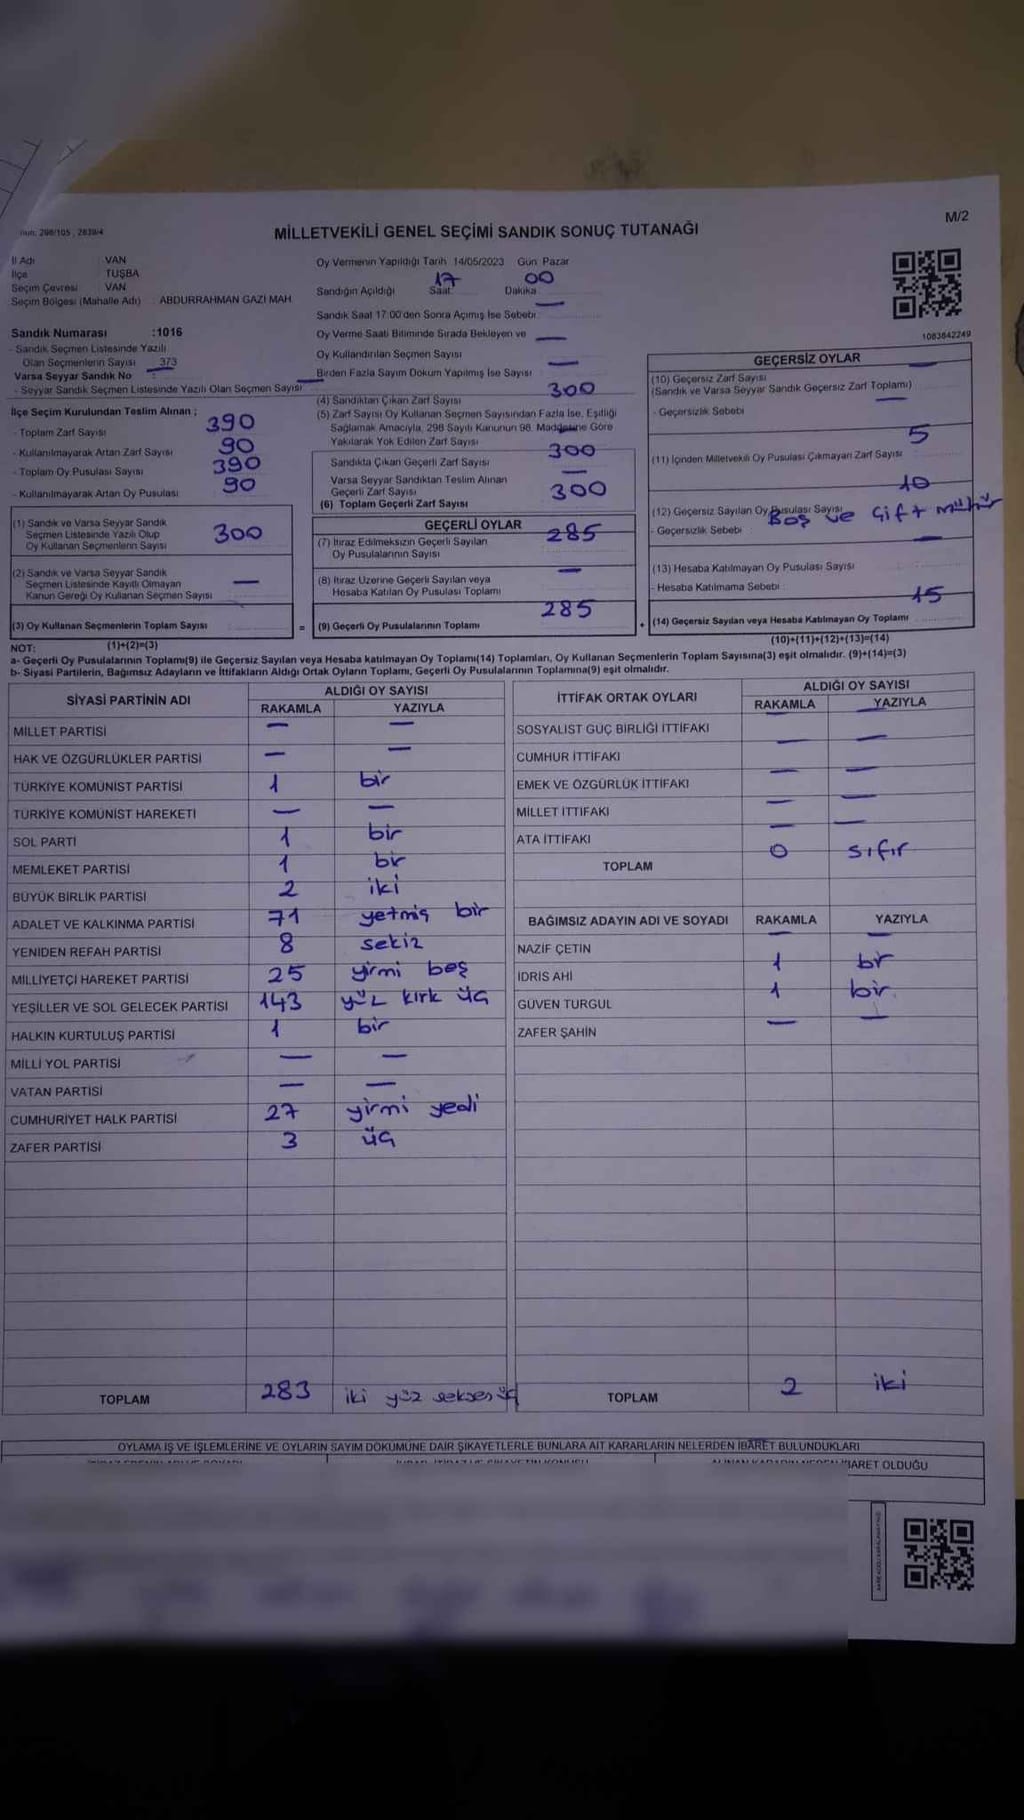 M/2
MİLLETVEKİLİ GENEL SEÇİMİ SANDIK SONUÇ TUTANAĞI
İl Adı : VAN
İlçe : TUŞBA
Seçim Çevresi : VAN
Seçim Bölgesi (Mahalle Adı) : ABDURRAHMAN GAZİ MAH
Sandık Numarası :1016
- Sandık Seçmen Listesinde Yazılı
Olan Seçmenlerin Sayısı : 373
Varsa Seyyar Sandık No : —
- Seyyar Sandık Seçmen Listesinde Yazılı Olan Seçmen Sayısı —
İlçe Seçim Kurulundan Teslim Alınan ;
- Toplam Zarf Sayısı 390
- Kullanılmayarak Artan Zarf Sayısı 90
- Toplam Oy Pusulası Sayısı 390
- Kullanılmayarak Artan Oy Pusulası 90
(1) Sandık ve Varsa Seyyar Sandık
Seçmen Listesinde Yazılı Olup
Oy Kullanan Seçmenlerin Sayısı 300
(2) Sandık ve Varsa Seyyar Sandık
Seçmen Listesinde Kayıtlı Olmayan
Kanun Gereği Oy Kullanan Seçmen Sayısı —
(3) Oy Kullanan Seçmenlerin Toplam Sayısı
Oy Vermenin Yapıldığı Tarih 14/05/2023 Gün Pazar
Sandığın Açıldığı Saat 17 Dakika 00
Sandık Saat 17:00'den Sonra Açımış İse Sebebi : —
Oy Verme Saati Bitiminde Sırada Bekleyen ve
Oy Kullandırılan Seçmen Sayısı —
Birden Fazla Sayım Döküm Yapılmış İse Sayısı —
(4) Sandıktan Çıkan Zarf Sayısı 300
(5) Zarf Sayısı Oy Kullanan Seçmen Sayısından Fazla İse, Eşitliği
Sağlamak Amacıyla, 298 Sayılı Kanunun 98. Maddesine Göre
Yakılarak Yok Edilen Zarf Sayısı —
Sandıkta Çıkan Geçerli Zarf Sayısı 300
Varsa Seyyar Sandıktan Teslim Alınan
Geçerli Zarf Sayısı —
(6) Toplam Geçerli Zarf Sayısı 300
GEÇERLİ OYLAR
(7) İtiraz Edilmeksizin Geçerli Sayılan
Oy Pusulalarının Sayısı 285
(8) İtiraz Üzerine Geçerli Sayılan veya
Hesaba Katılan Oy Pusulası Toplamı —
= (9) Geçerli Oy Pusulalarının Toplamı 285
1083642249
GEÇERSİZ OYLAR
(10) Geçersiz Zarf Sayısı
(Sandık ve Varsa Seyyar Sandık Geçersiz Zarf Toplamı) —
- Geçersizlik Sebebi —
(11) İçinden Milletvekili Oy Pusulası Çıkmayan Zarf Sayısı 5
(12) Geçersiz Sayılan Oy Pusulası Sayısı 10
- Geçersizlik Sebebi : Boş ve Çift mühür
(13) Hesaba Katılmayan Oy Pusulası Sayısı —
- Hesaba Katılmama Sebebi :
+ (14) Geçersiz Sayılan veya Hesaba Katılmayan Oy Toplamı 15
NOT: (1)+(2)=(3) (10)+(11)+(12)+(13)=(14)
a- Geçerli Oy Pusulalarının Toplamı(9) ile Geçersiz Sayılan veya Hesaba katılmayan Oy Toplamı(14) Toplamları, Oy Kullanan Seçmenlerin Toplam Sayısına(3) eşit olmalıdır. (9)+(14)=(3)
b- Siyasi Partilerin, Bağımsız Adayların ve İttifakların Aldığı Ortak Oyların Toplamı, Geçerli Oy Pusulalarının Toplamına(9) eşit olmalıdır.
SİYASİ PARTİNİN ADI ALDIĞI OY SAYISI
RAKAMLA YAZIYLA
MİLLET PARTİSİ — —
HAK VE ÖZGÜRLÜKLER PARTİSİ — —
TÜRKİYE KOMÜNİST PARTİSİ 1 bir
TÜRKİYE KOMÜNİST HAREKETİ — —
SOL PARTİ 1 bir
MEMLEKET PARTİSİ 1 bir
BÜYÜK BİRLİK PARTİSİ 2 iki
ADALET VE KALKINMA PARTİSİ 71 yetmiş bir
YENİDEN REFAH PARTİSİ 8 sekiz
MİLLİYETÇİ HAREKET PARTİSİ 25 yirmi beş
YEŞİLLER VE SOL GELECEK PARTİSİ 143 yüz kırk üç
HALKIN KURTULUŞ PARTİSİ 1 bir
MİLLİ YOL PARTİSİ — —
VATAN PARTİSİ — —
CUMHURİYET HALK PARTİSİ 27 yirmi yedi
ZAFER PARTİSİ 3 üç
TOPLAM 283 iki yüz seksen üç
İTTİFAK ORTAK OYLARI ALDIĞI OY SAYISI
RAKAMLA YAZIYLA
SOSYALİST GÜÇ BİRLİĞİ İTTİFAKI — —
CUMHUR İTTİFAKI — —
EMEK VE ÖZGÜRLÜK İTTİFAKI — —
MİLLET İTTİFAKI — —
ATA İTTİFAKI — —
TOPLAM 0 sıfır
BAĞIMSIZ ADAYIN ADI VE SOYADI RAKAMLA YAZIYLA
NAZİF ÇETİN — —
İDRİS AHİ 1 bir
GÜVEN TURGUL 1 bir
ZAFER ŞAHİN — —
TOPLAM 2 iki
OYLAMA İŞ VE İŞLEMLERİNE VE OYLARIN SAYIM DÖKÜMÜNE DAİR ŞİKAYETLERLE BUNLARA AİT KARARLARIN NELERDEN İBARET BULUNDUKLARI
İBARET OLDUĞU